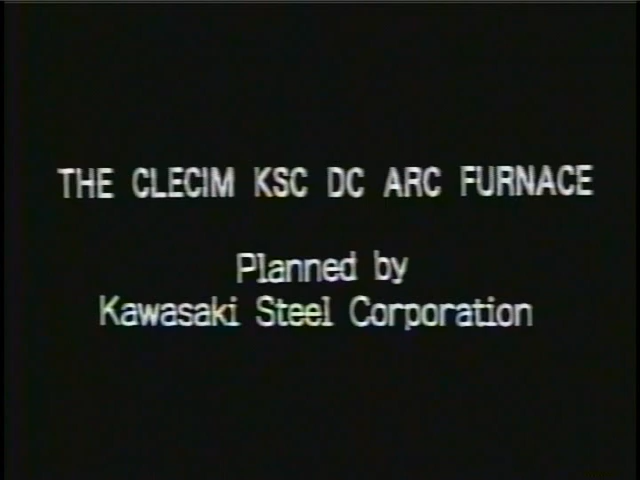 THE CLECIM KSC DC ARC FURNACE
Planned by
Kawasaki Steel Corporation